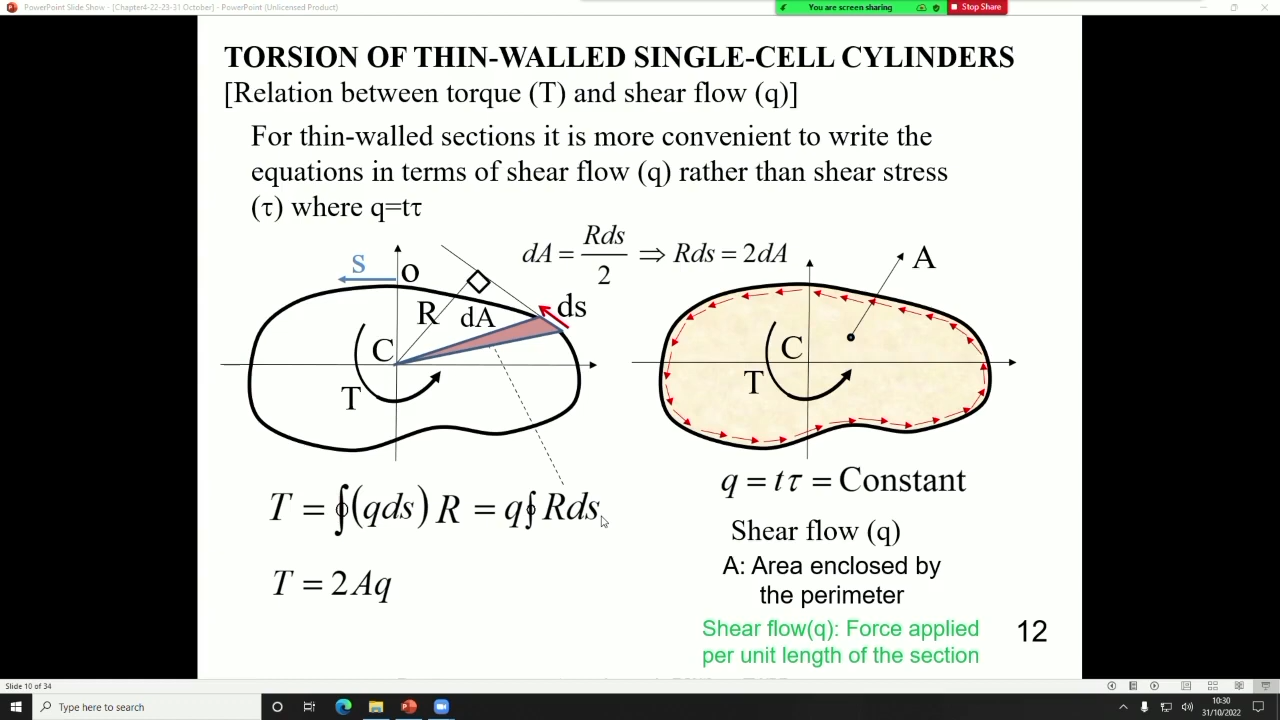 PowerPoint Slide Show - [Chapter4-22-23-31 October] - PowerPoint (Unlicensed Product)
You are screen sharing
Stop Share
TORSION OF THIN-WALLED SINGLE-CELL CYLINDERS
[Relation between torque (T) and shear flow (q)]
For thin-walled sections it is more convenient to write the
equations in terms of shear flow (q) rather than shear stress
(τ) where q=tτ
dA = Rds/2 ⇒ Rds = 2dA
S
O
R
dA
ds
C
T
A
C
T
T = ∮(qds) R = q∮ Rds
T = 2Aq
q = tτ = Constant
Shear flow (q)
A: Area enclosed by
the perimeter
Shear flow(q): Force applied
per unit length of the section
12
Slide 10 of 34
Type here to search
10:30
31/10/2022